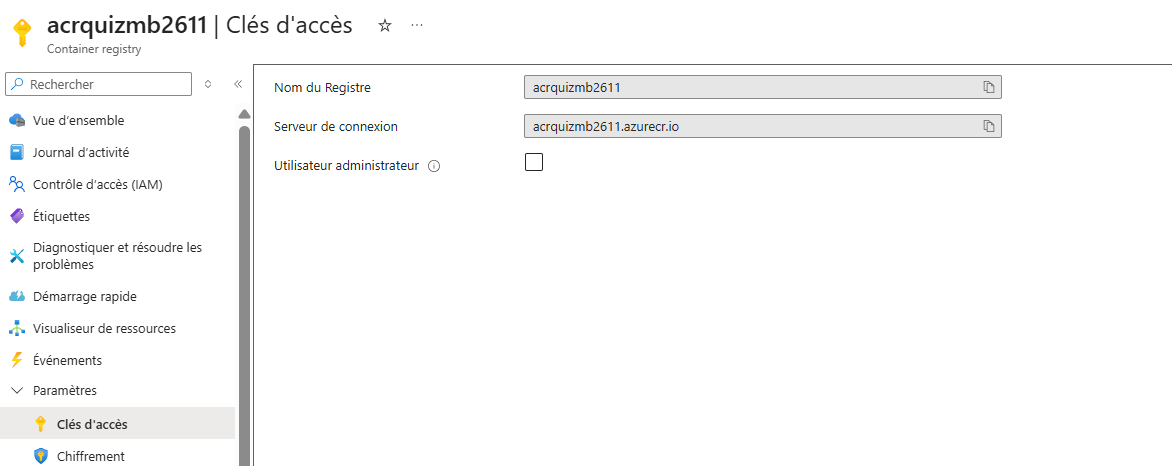 acrquizmb2611 | Clés d'accès
Container registry
Rechercher
Vue d'ensemble
Journal d'activité
Contrôle d'accès (IAM)
Étiquettes
Diagnostiquer et résoudre les
problèmes
Démarrage rapide
Visualiseur de ressources
Événements
Paramètres
Clés d'accès
Chiffrement
Nom du Registre
acrquizmb2611
Serveur de connexion
acrquizmb2611.azurecr.io
Utilisateur administrateur